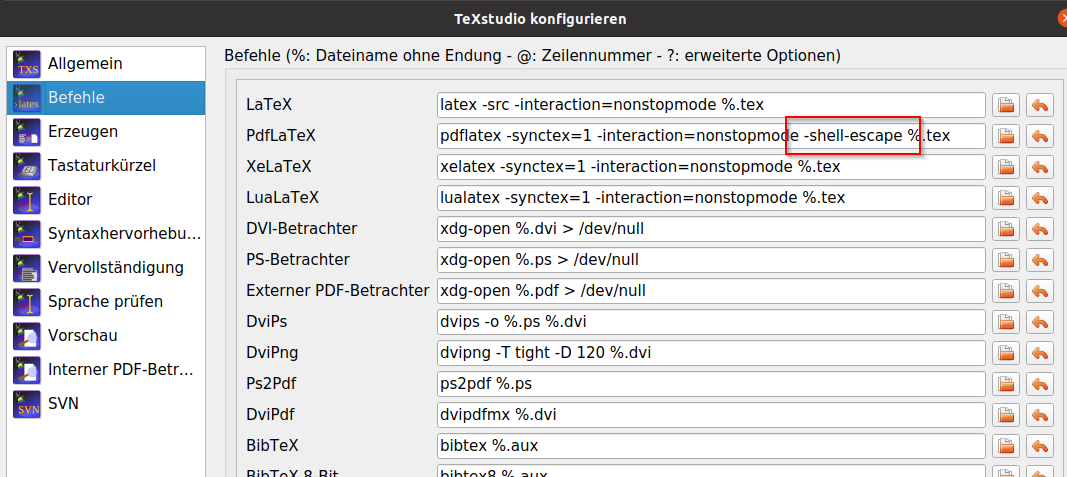 TeXstudio konfigurieren
Allgemein
Befehle
Erzeugen
Tastaturkürzel
Editor
Syntaxhervorhebu...
Vervollständigung
Sprache prüfen
Vorschau
Interner PDF-Betr...
SVN
Befehle (%: Dateiname ohne Endung - @: Zeilennummer - ?: erweiterte Optionen)
LaTeX latex -src -interaction=nonstopmode %.tex
PdfLaTeX pdflatex -synctex=1 -interaction=nonstopmode -shell-escape %.tex
XeLaTeX xelatex -synctex=1 -interaction=nonstopmode %.tex
LuaLaTeX lualatex -synctex=1 -interaction=nonstopmode %.tex
DVI-Betrachter xdg-open %.dvi > /dev/null
PS-Betrachter xdg-open %.ps > /dev/null
Externer PDF-Betrachter xdg-open %.pdf > /dev/null
DviPs dvips -o %.ps %.dvi
DviPng dvipng -T tight -D 120 %.dvi
Ps2Pdf ps2pdf %.ps
DviPdf dvipdfmx %.dvi
BibTeX bibtex %.aux
BibTeX 8-Bit bibtex8 %.aux